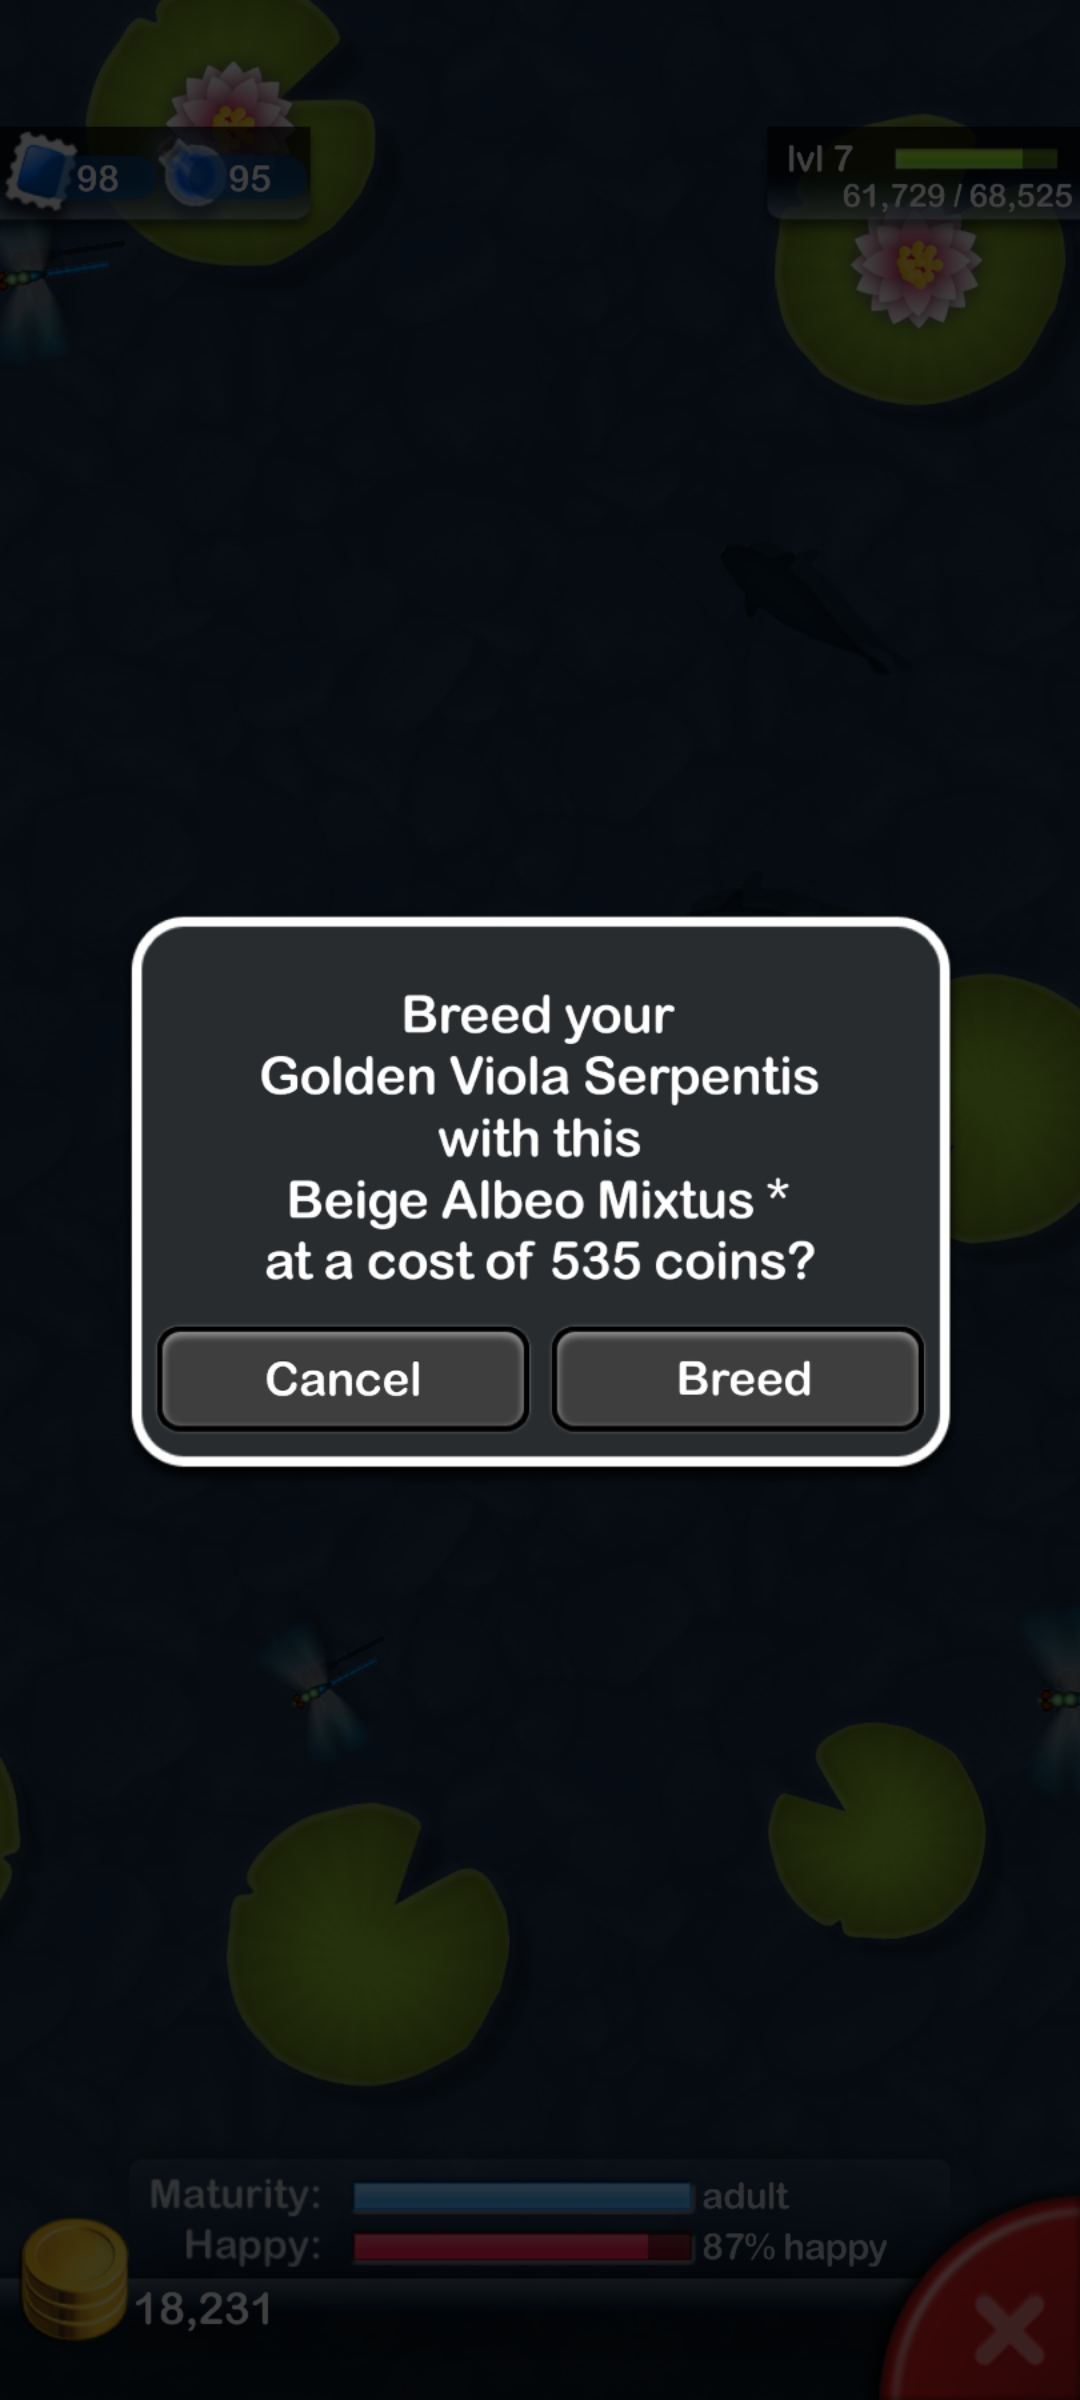 98
95
lvl 7
61,729 / 68,525
Breed your
Golden Viola Serpentis
with this
Beige Albeo Mixtus *
at a cost of 535 coins?
Cancel
Breed
Maturity:
adult
Happy:
87% happy
18,231